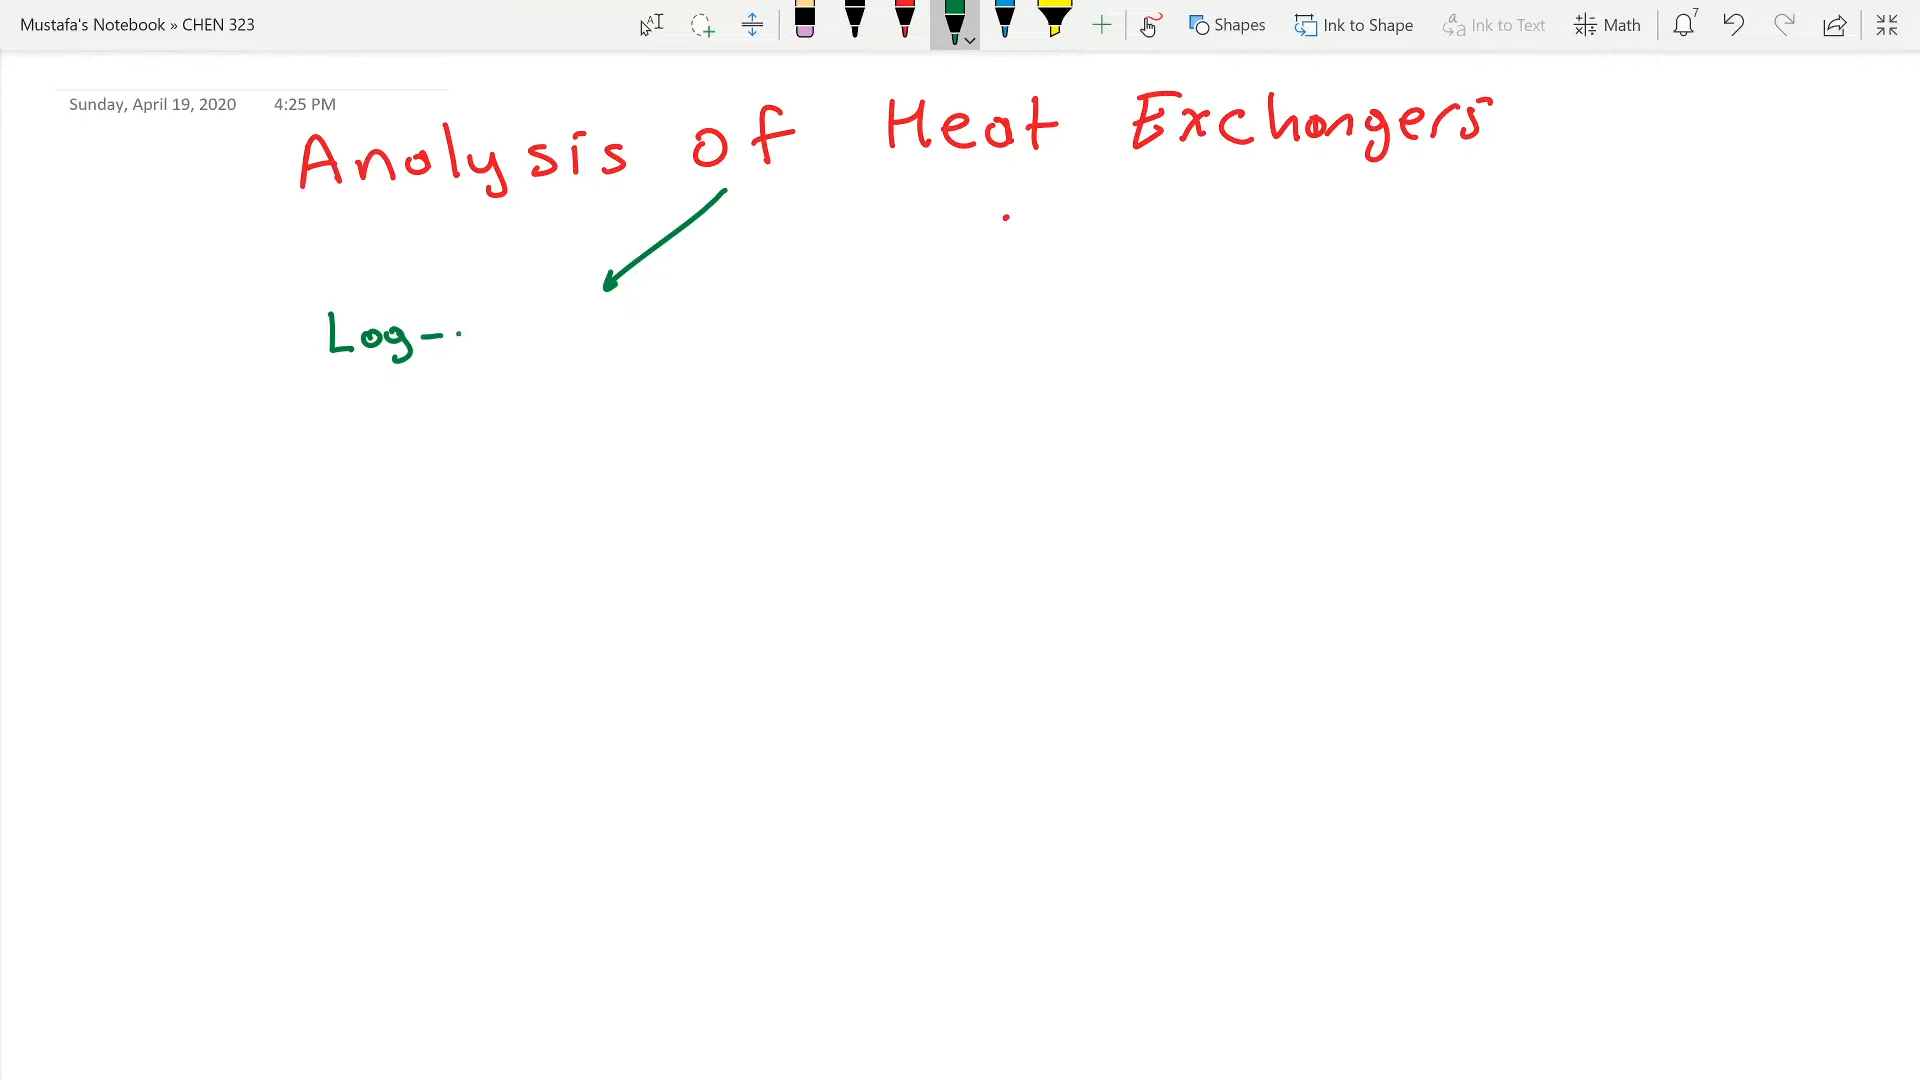 Mustafa's Notebook » CHEN 323
Shapes
Ink to Shape
Ink to Text
Math
7
Sunday, April 19, 2020 4:25 PM
Analysis of Heat Exchangers
Log-